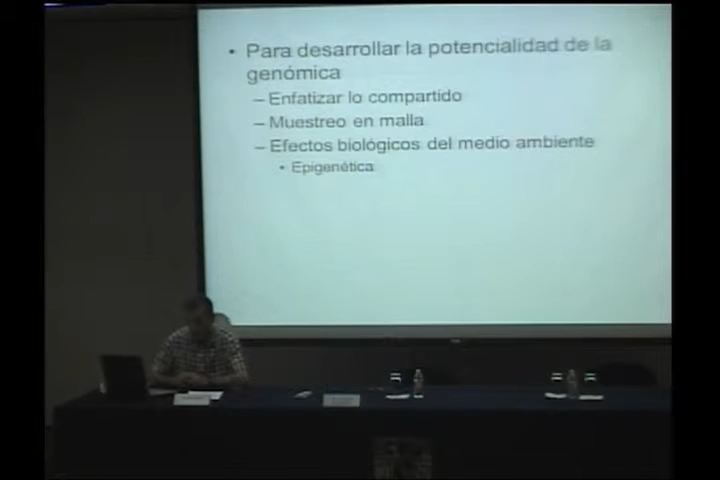 • Para desarrollar la potencialidad de la
genómica
– Enfatizar lo compartido
– Muestreo en malla
– Efectos biológicos del medio ambiente
• Epigenética